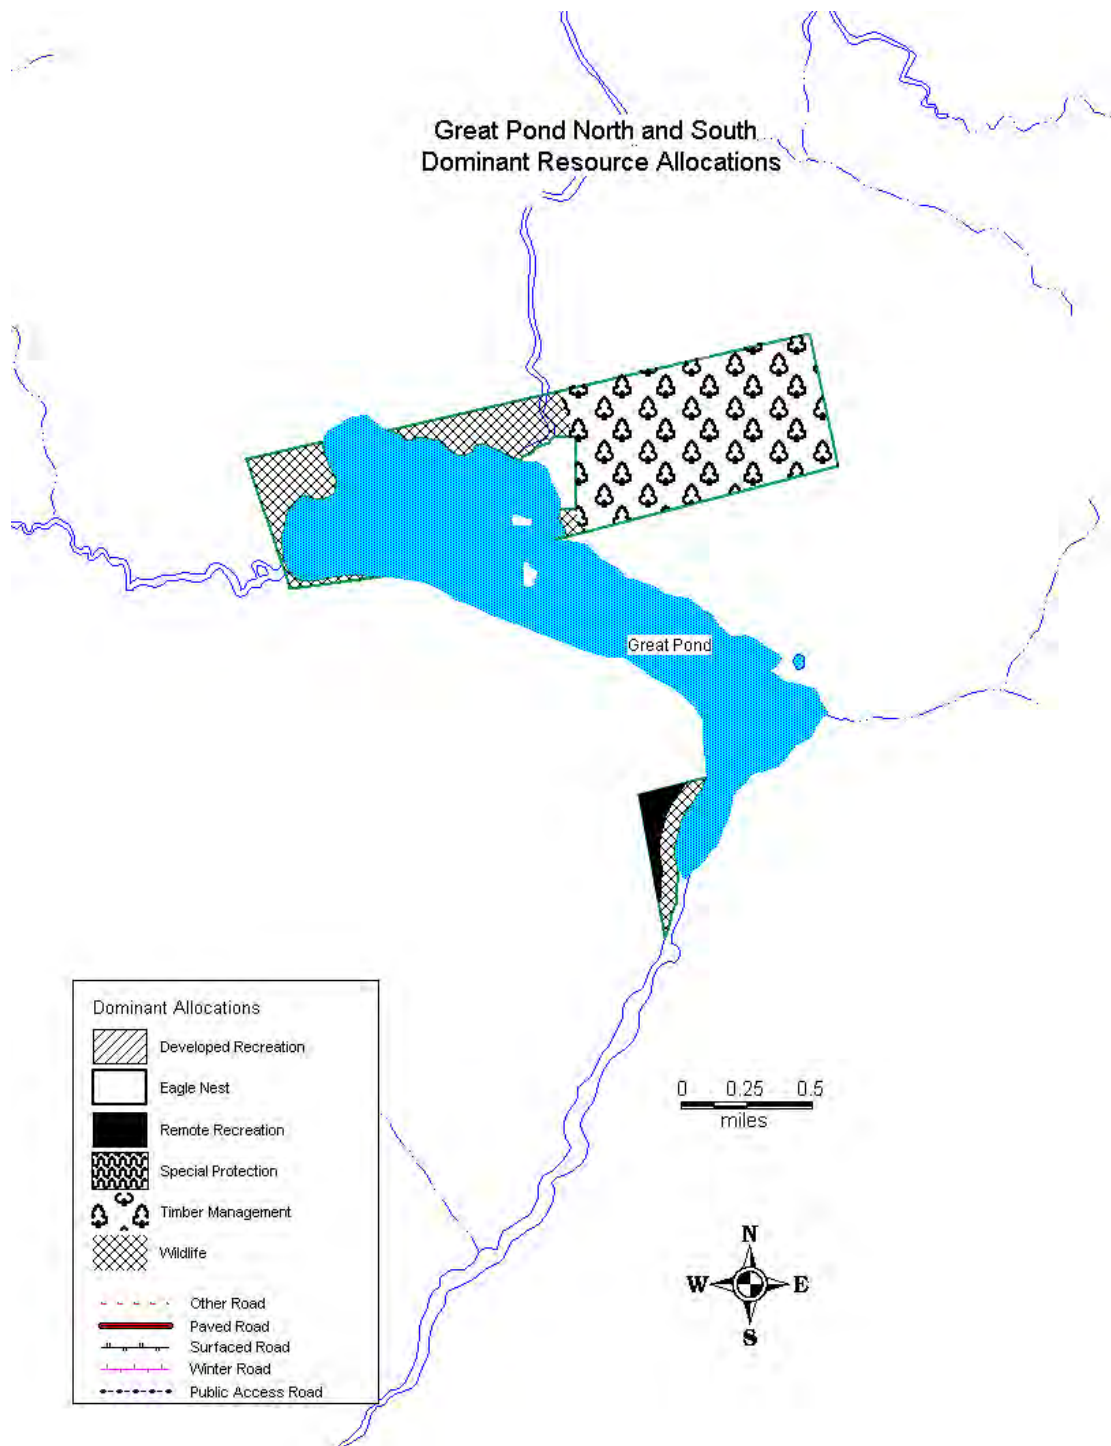 Great Pond North and South
Dominant Resource Allocations
Great Pond
Dominant Allocations
Developed Recreation
Eagle Nest
Remote Recreation
Special Protection
Timber Management
Wildlife
Other Road
Paved Road
Surfaced Road
Winter Road
Public Access Road
0 0.25 0.5
miles
N
W E
S